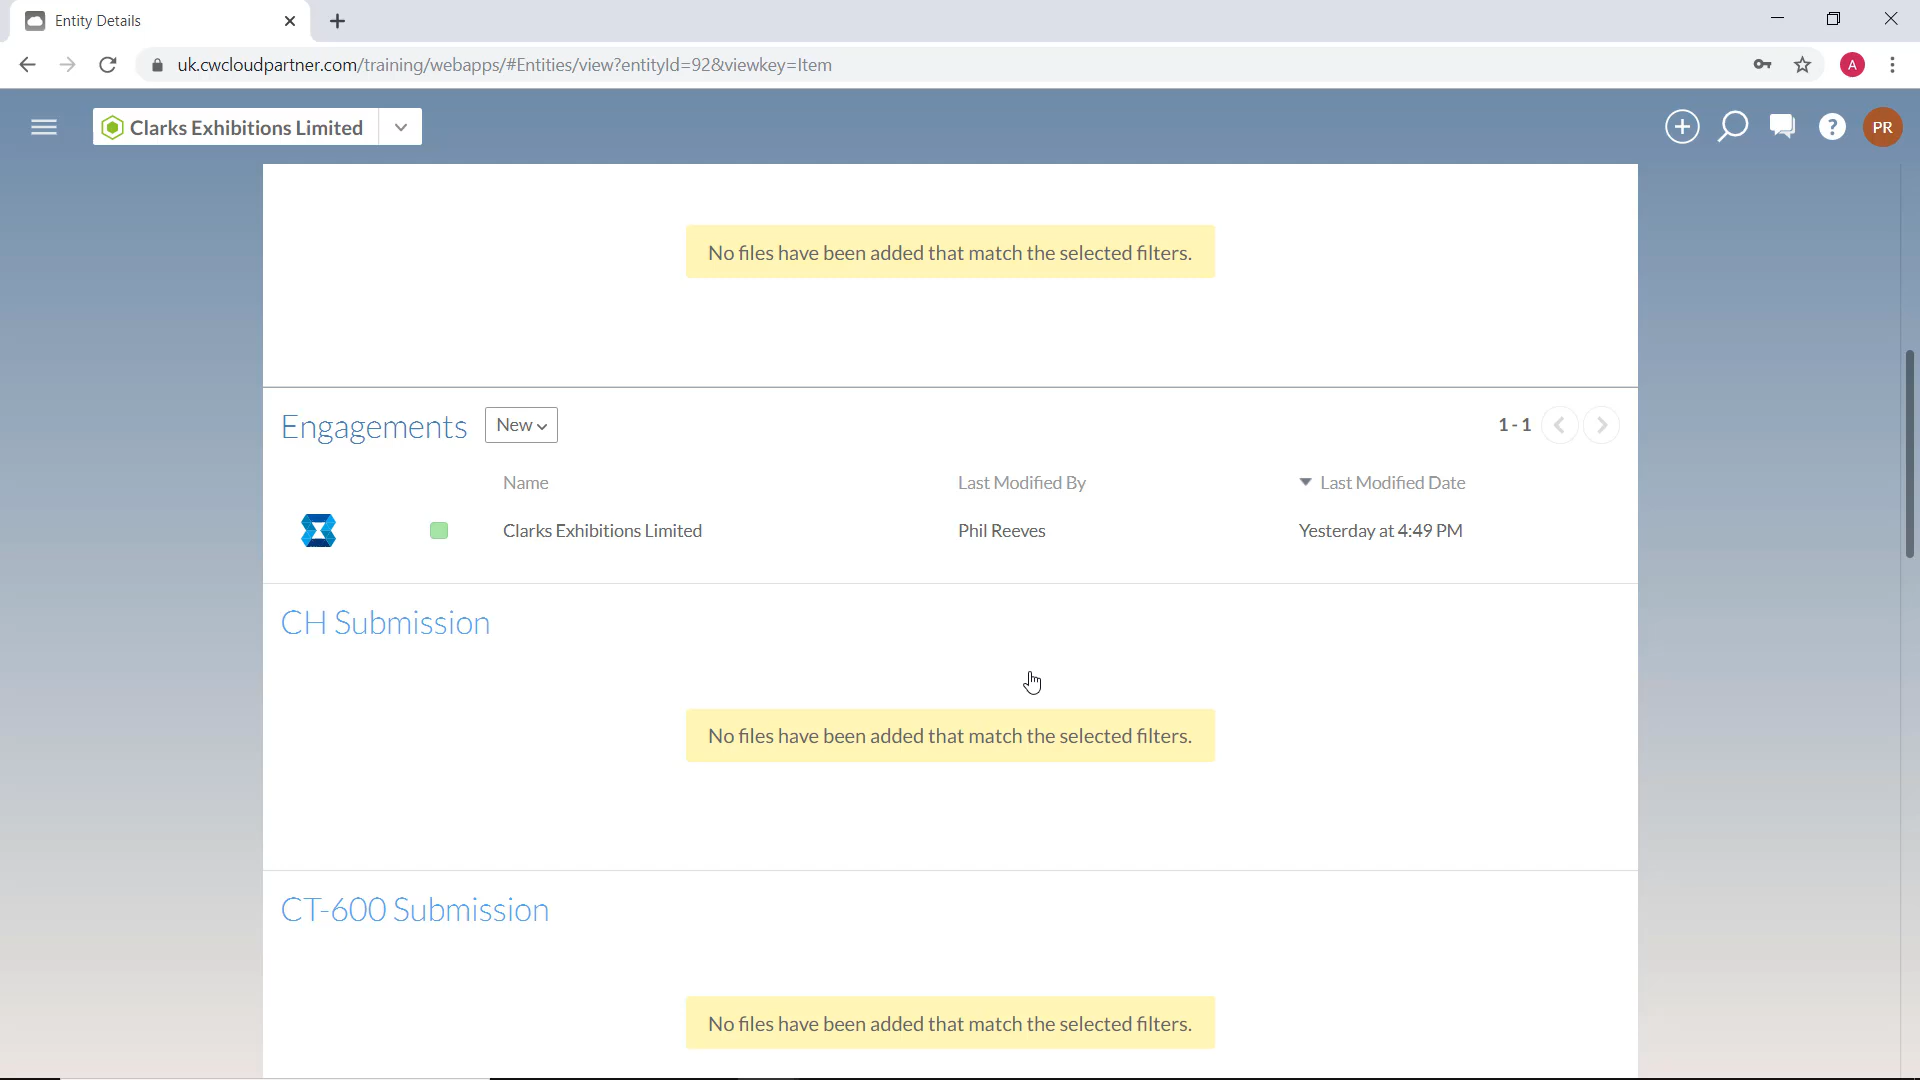 Entity Details
uk.cwcloudpartner.com/training/webapps/#Entities/view?entityId=92&viewkey=Item
A
Clarks Exhibitions Limited
?
PR
No files have been added that match the selected filters.
Engagements New 1 - 1
Name Last Modified By Last Modified Date
Clarks Exhibitions Limited Phil Reeves Yesterday at 4:49 PM
CH Submission
No files have been added that match the selected filters.
CT-600 Submission
No files have been added that match the selected filters.